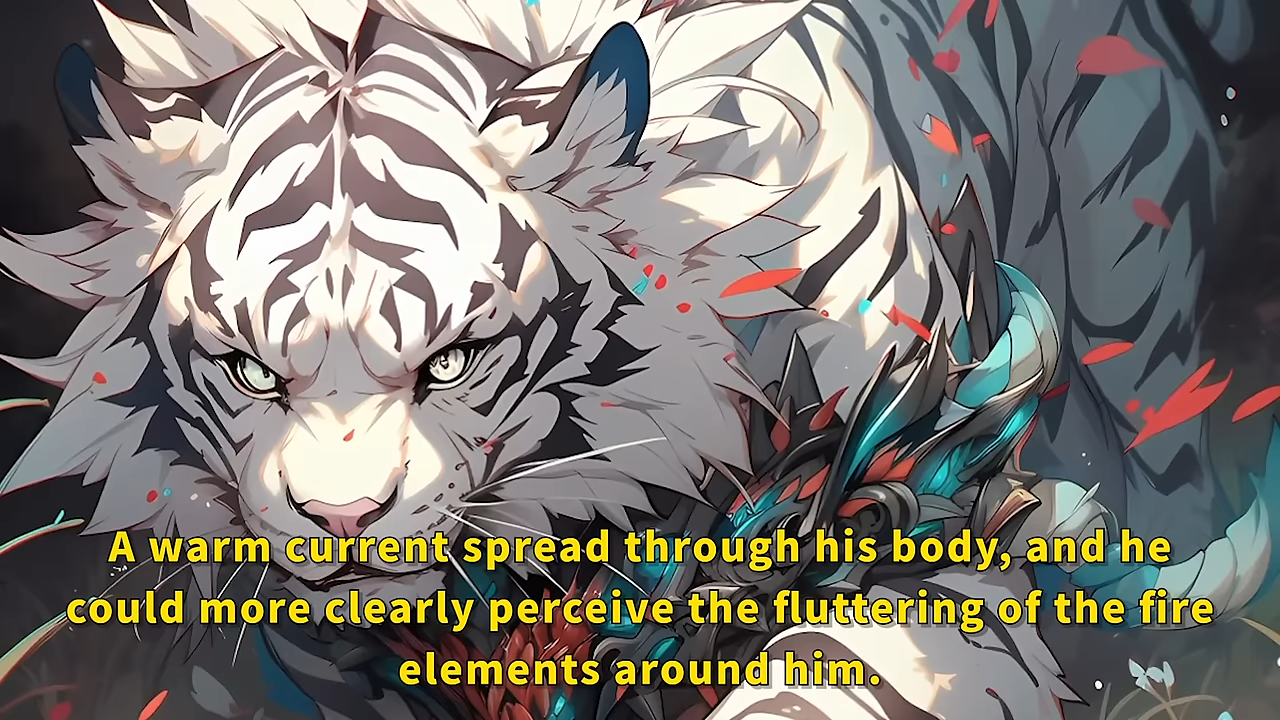 A warm current spread through his body, and he
could more clearly perceive the fluttering of the fire
elements around him.